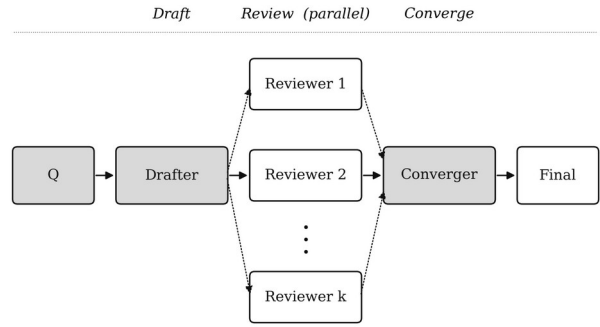 Draft Review (parallel) Converge
Reviewer 1
Q Drafter Reviewer 2 Converger Final
Reviewer k